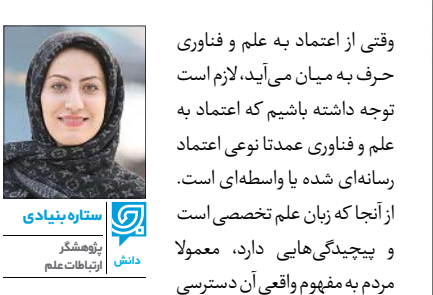 وقتی از اعتماد به علم و فناوری
حرف به میان می‌آید، لازم است
توجه داشته باشیم که اعتماد به
علم و فناوری عمدتا نوعی اعتماد
رسانه‌ای شده یا واسطه‌ای است.
از آنجا که زبان علم تخصصی است
و پیچیدگی‌هایی دارد، معمولا
مردم به مفهوم واقعی آن دسترسی
ستاره بنیادی
پژوهشگر
ارتباطات علم
دانش